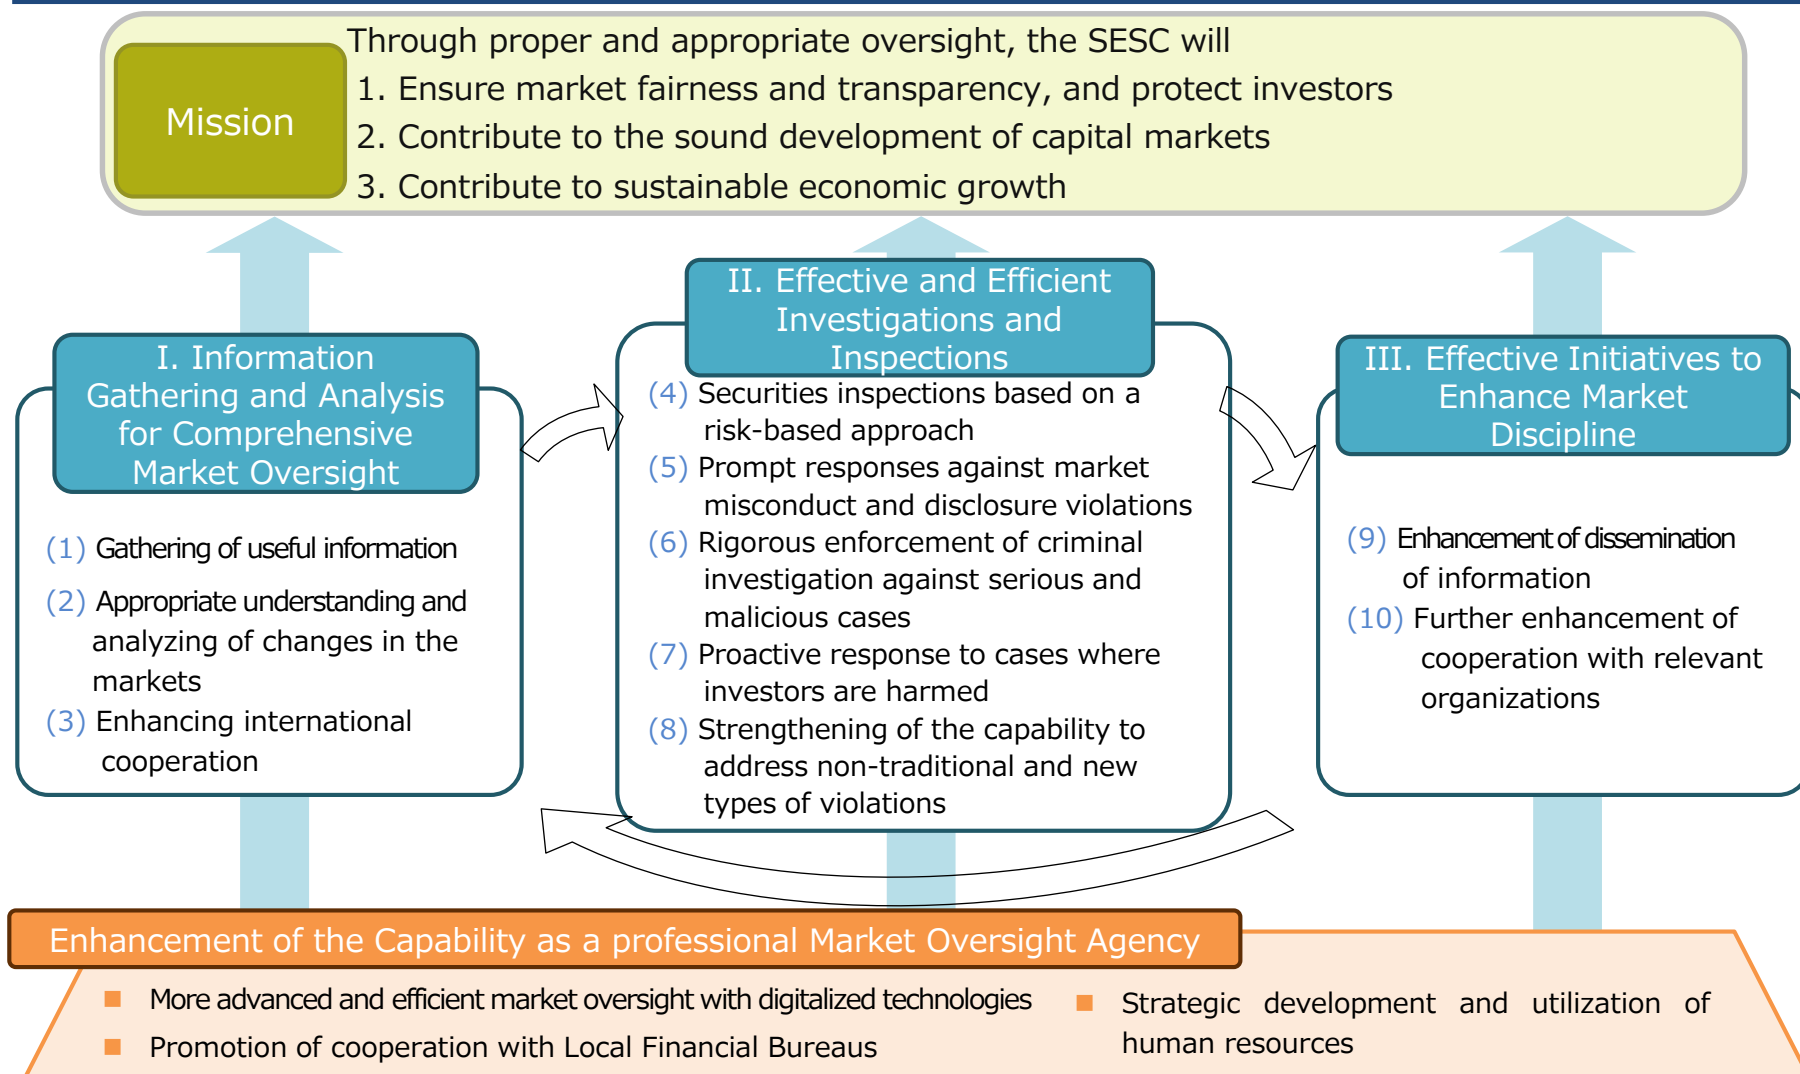 Through proper and appropriate oversight, the SESC will
Mission
1. Ensure market fairness and transparency, and protect investors
2. Contribute to the sound development of capital markets
3. Contribute to sustainable economic growth
I. Information
Gathering and Analysis
for Comprehensive
Market Oversight
(1) Gathering of useful information
(2) Appropriate understanding and
analyzing of changes in the
markets
(3) Enhancing international
cooperation
II. Effective and Efficient
Investigations and
Inspections
(4) Securities inspections based on a
risk-based approach
(5) Prompt responses against market
misconduct and disclosure violations
(6) Rigorous enforcement of criminal
investigation against serious and
malicious cases
(7) Proactive response to cases where
investors are harmed
(8) Strengthening of the capability to
address non-traditional and new
types of violations
III. Effective Initiatives to
Enhance Market
Discipline
(9) Enhancement of dissemination
of information
(10) Further enhancement of
cooperation with relevant
organizations
Enhancement of the Capability as a professional Market Oversight Agency
■ More advanced and efficient market oversight with digitalized technologies
■ Promotion of cooperation with Local Financial Bureaus
■ Strategic development and utilization of
human resources